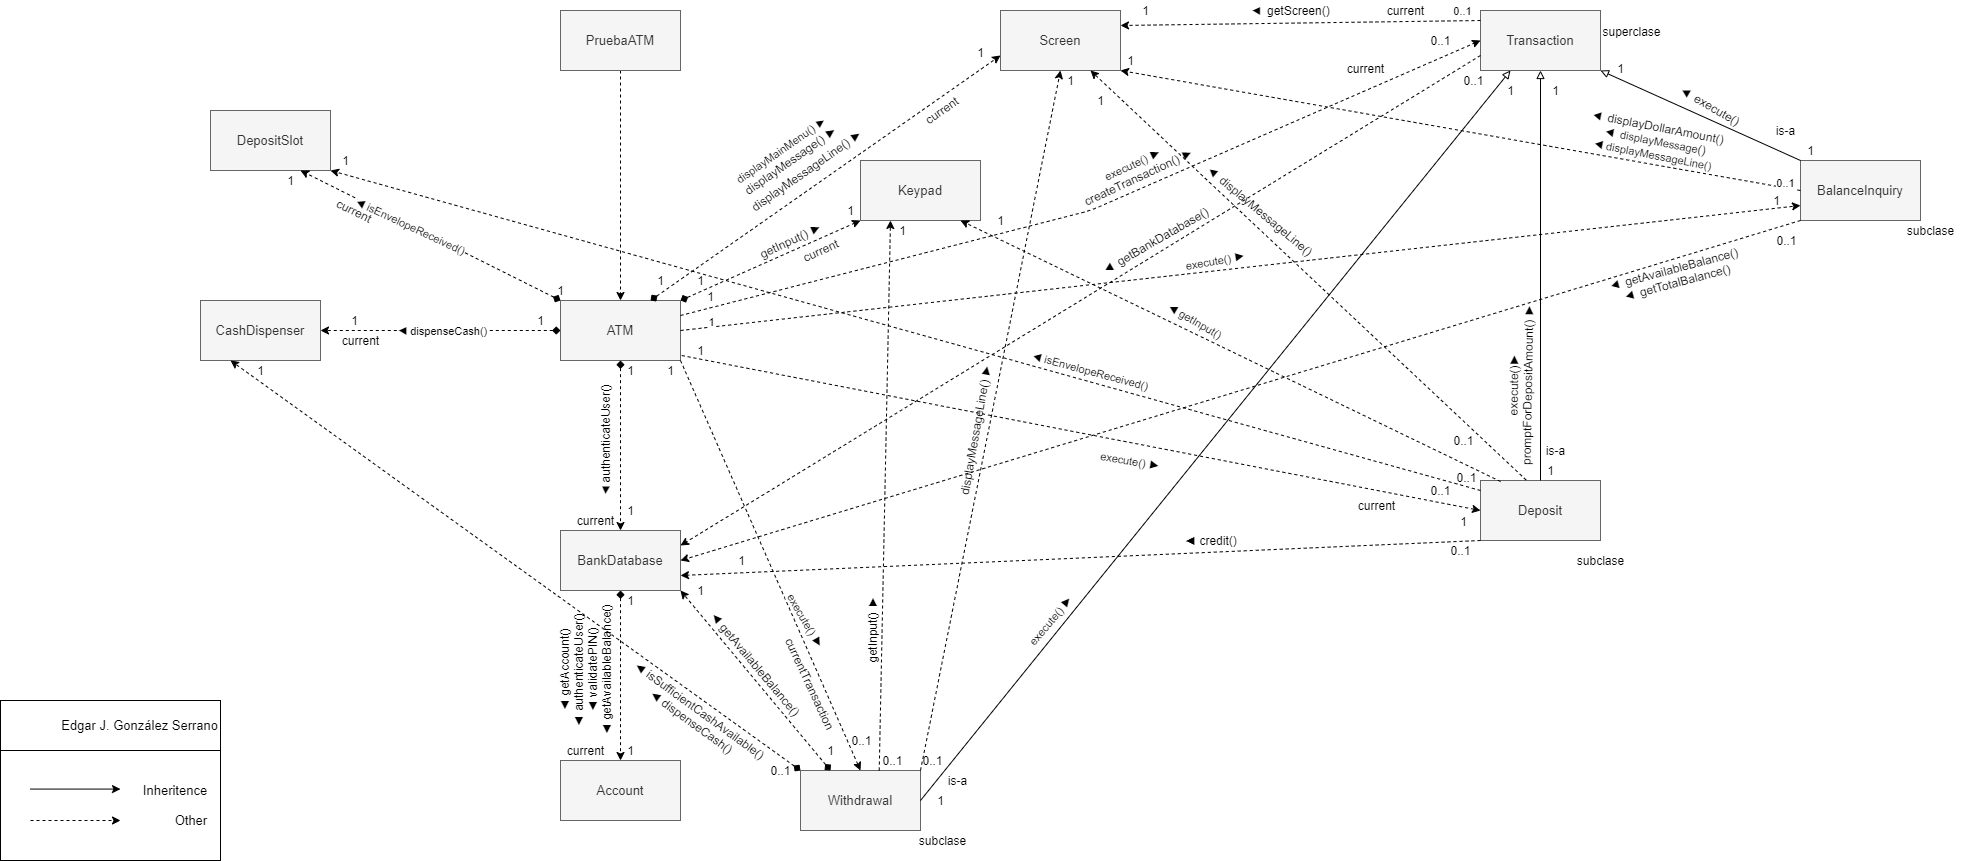 PruebaATM
Screen
1
◄ getScreen()
current
0..1
Transaction
superclase
DepositSlot
1
1
1
current
1
1
1
0..1
current
0..1
1
1
1
◄ execute()
is-a
1
◄ displayDollarAmount()
◄ displayMessage()
◄ displayMessageLine()
0..1
1
BalanceInquiry
0..1
subclase
displayMainMenu() ►
displayMessage() ►
displayMessageLine() ►
Keypad
1
1
1
getInput() ►
current
execute() ►
createTransaction() ►
◄ displayMessageLine()
◄ getBankDatabase()
◄ isEnvelopeReceived()
current
1
1
1
1
CashDispenser
1
current
◄ dispenseCash()
1
ATM
1
execute() ►
◄ getAvailableBalance()
◄ getTotalBalance()
1
1
1
1
◄ getInput()
◄ isEnvelopeReceived()
displayMessageLine() ►
execute() ►
promptForDepositAmount() ►
◄ authenticateUser()
execute() ►
0..1
is-a
1
0..1
0..1
current
1
Deposit
0..1
subclase
1
current
BankDatabase
1
◄ credit()
1
1
◄ getAccount()
◄ authenticateUser()
◄ validatePIN()
◄ getAvailableBalance()
execute() ►
currentTransaction
◄ getAvailableBalance()
getInput() ►
execute() ►
◄ isSufficientCashAvailable()
◄ dispenseCash()
current
1
Account
0..1
1
0..1
0..1
0..1
is-a
1
Withdrawal
subclase
Edgar J. González Serrano
Inheritence
Other